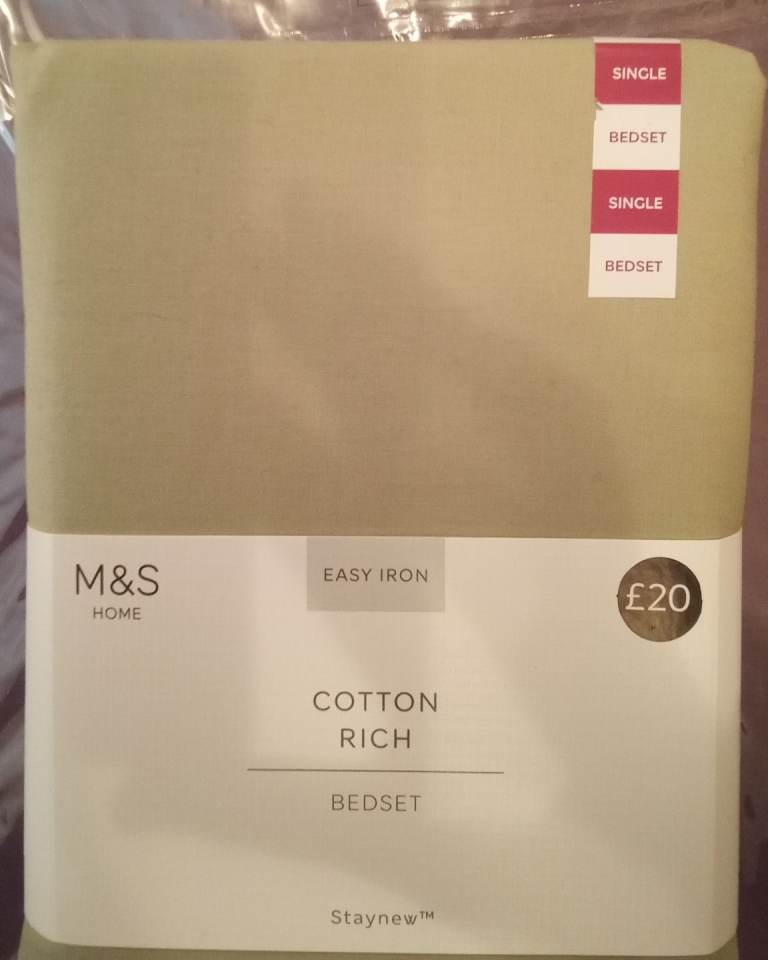 SINGLE
BEDSET
SINGLE
BEDSET
M&S
HOME
EASY IRON
£20
COTTON
RICH
BEDSET
Staynew™